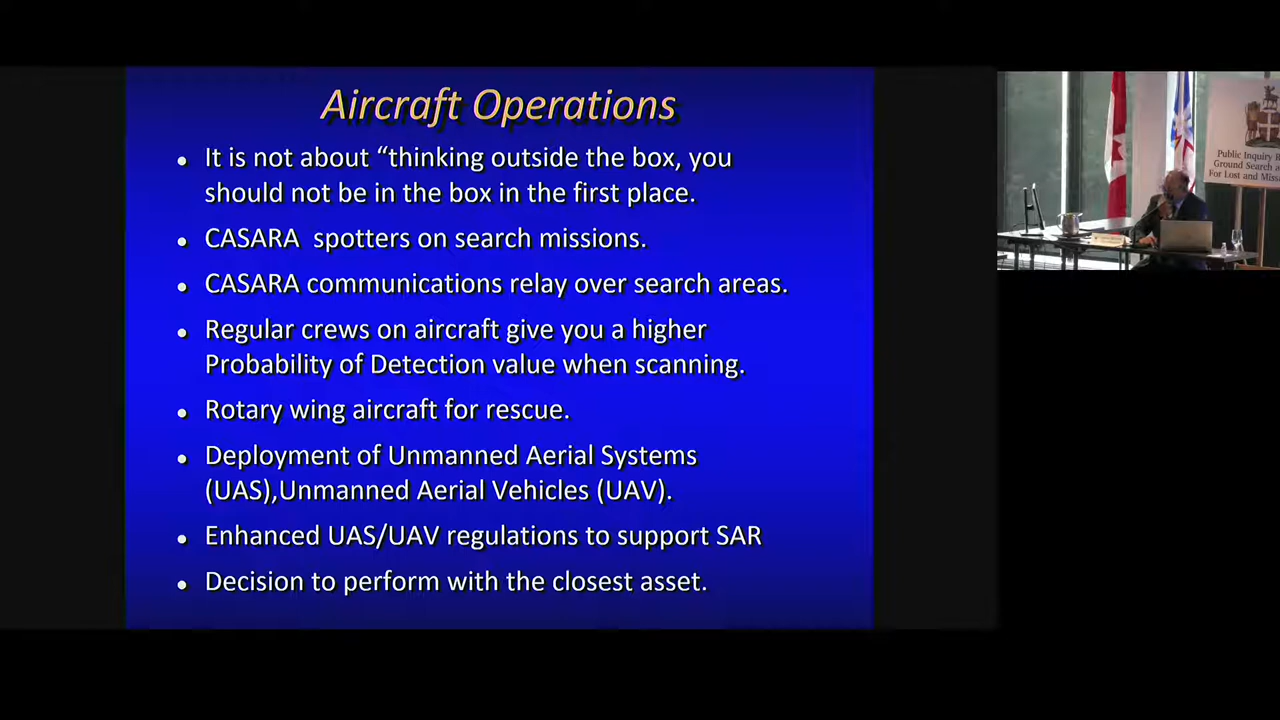 Aircraft Operations
● It is not about “thinking outside the box, you
should not be in the box in the first place.
● CASARA  spotters on search missions.
● CASARA communications relay over search areas.
● Regular crews on aircraft give you a higher
Probability of Detection value when scanning.
● Rotary wing aircraft for rescue.
● Deployment of Unmanned Aerial Systems
(UAS),Unmanned Aerial Vehicles (UAV).
● Enhanced UAS/UAV regulations to support SAR
● Decision to perform with the closest asset.
Public Inquiry
Ground Search
For Lost and